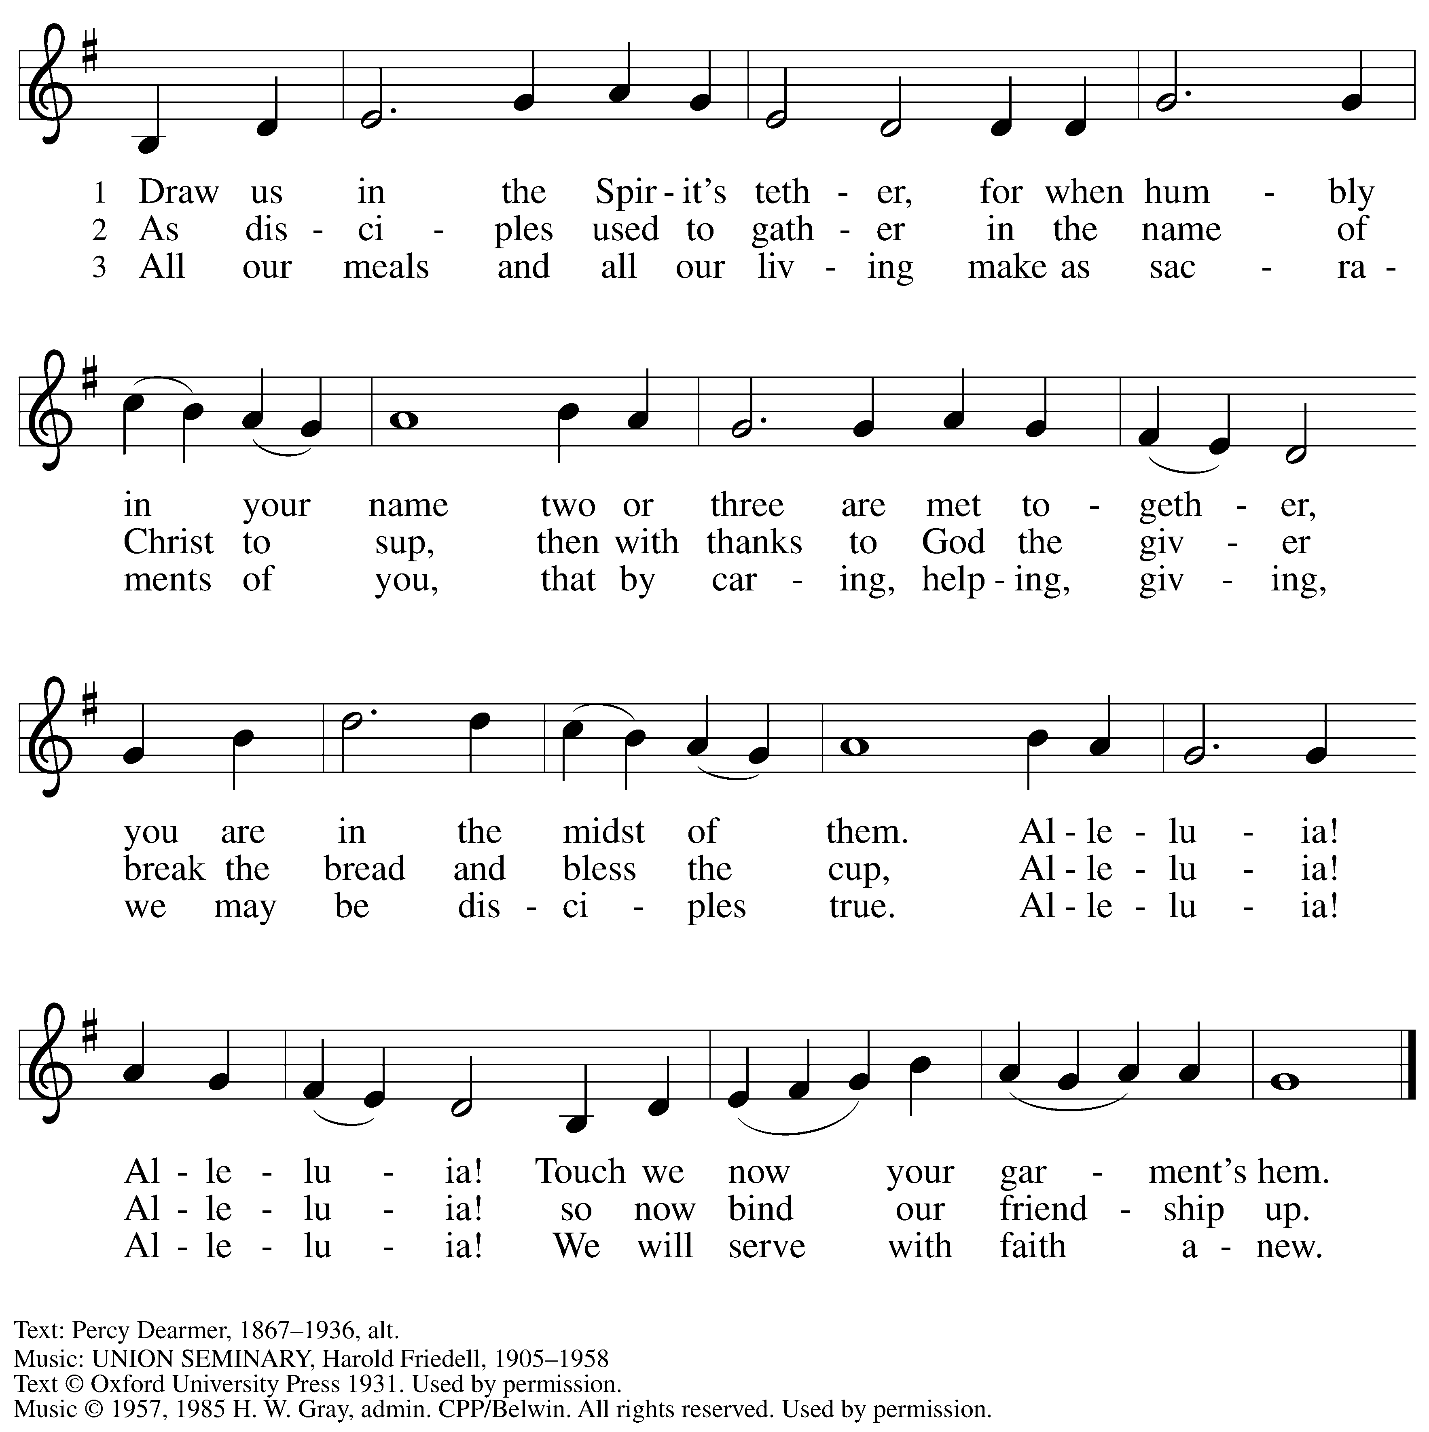 1 Draw us in the Spir - it's teth - er, for when hum - bly
2 As dis - ci - ples used to gath - er in the name of
3 All our meals and all our liv - ing make as sac - ra -
in your name two or three are met to - geth - er,
Christ to sup, then with thanks to God the giv - er
ments of you, that by car - ing, help - ing, giv - ing,
you are in the midst of them. Al - le - lu - ia!
break the bread and bless the cup, Al - le - lu - ia!
we may be dis - ci - ples true. Al - le - lu - ia!
Al - le - lu - ia! Touch we now your gar - ment's hem.
Al - le - lu - ia! so now bind our friend - ship up.
Al - le - lu - ia! We will serve with faith a - new.
Text: Percy Dearmer, 1867–1936, alt.
Music: UNION SEMINARY, Harold Friedell, 1905–1958
Text © Oxford University Press 1931. Used by permission.
Music © 1957, 1985 H. W. Gray, admin. CPP/Belwin. All rights reserved. Used by permission.